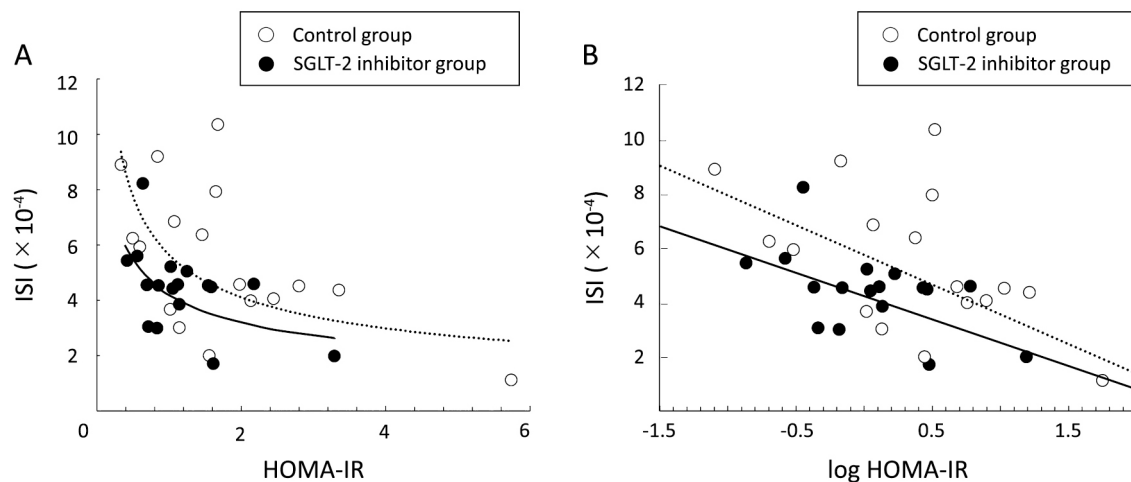 A
Control group
SGLT-2 inhibitor group
ISI (×10⁻⁴)
12
10
8
6
4
2
0
2
4
6
HOMA-IR
B
Control group
SGLT-2 inhibitor group
ISI (×10⁻⁴)
12
10
8
6
4
2
-1.5
-0.5
0.5
1.5
log HOMA-IR